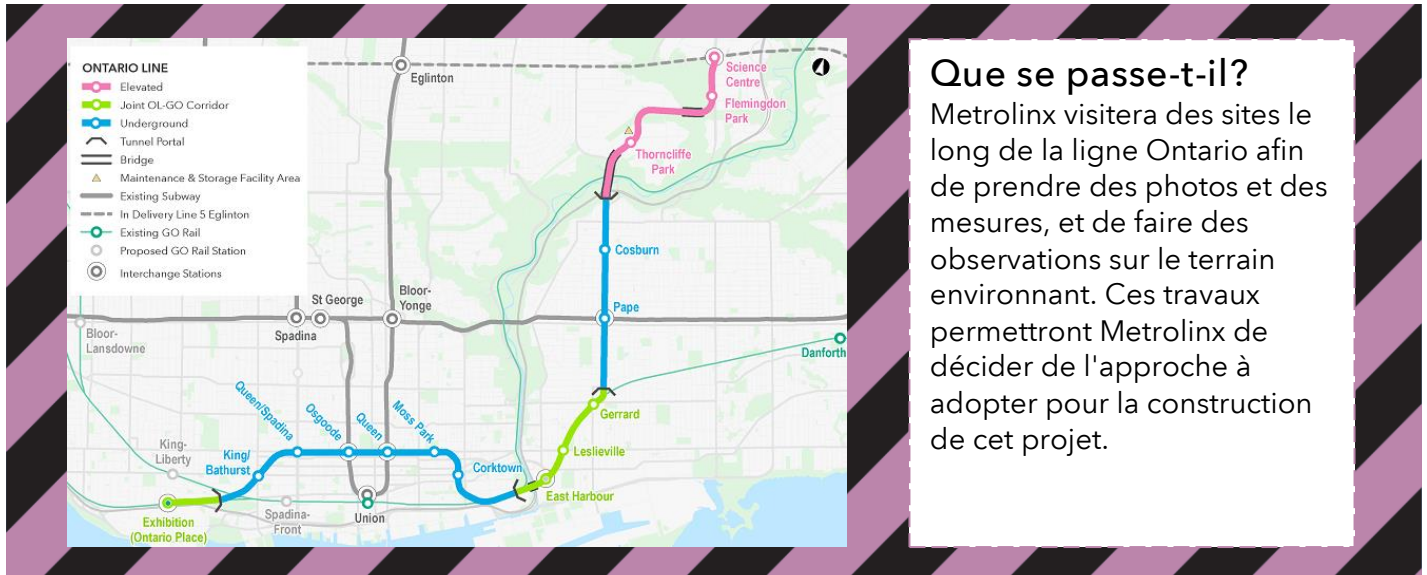 ONTARIO LINE
Elevated
Joint OL-GO Corridor
Underground
Tunnel Portal
Bridge
Maintenance & Storage Facility Area
Existing Subway
In Delivery Line 5 Eglinton
Existing GO Rail
Proposed GO Rail Station
Interchange Stations
Eglinton
Science
Centre
Flemingdon
Park
Thorncliffe
Park
Cosburn
Pape
St George
Bloor-
Yonge
Spadina
Bloor-
Lansdowne
Danforth
Gerrard
Leslieville
East Harbour
Corktown
Moss Park
Queen
Osgoode
Queen/Spadina
King/
Bathurst
King-
Liberty
Exhibition
(Ontario Place)
Spadina-
Front
Union
Que se passe-t-il?
Metrolinx visitera des sites le
long de la ligne Ontario afin
de prendre des photos et des
mesures, et de faire des
observations sur le terrain
environnant. Ces travaux
permettront Metrolinx de
décider de l'approche à
adopter pour la construction
de cet projet.